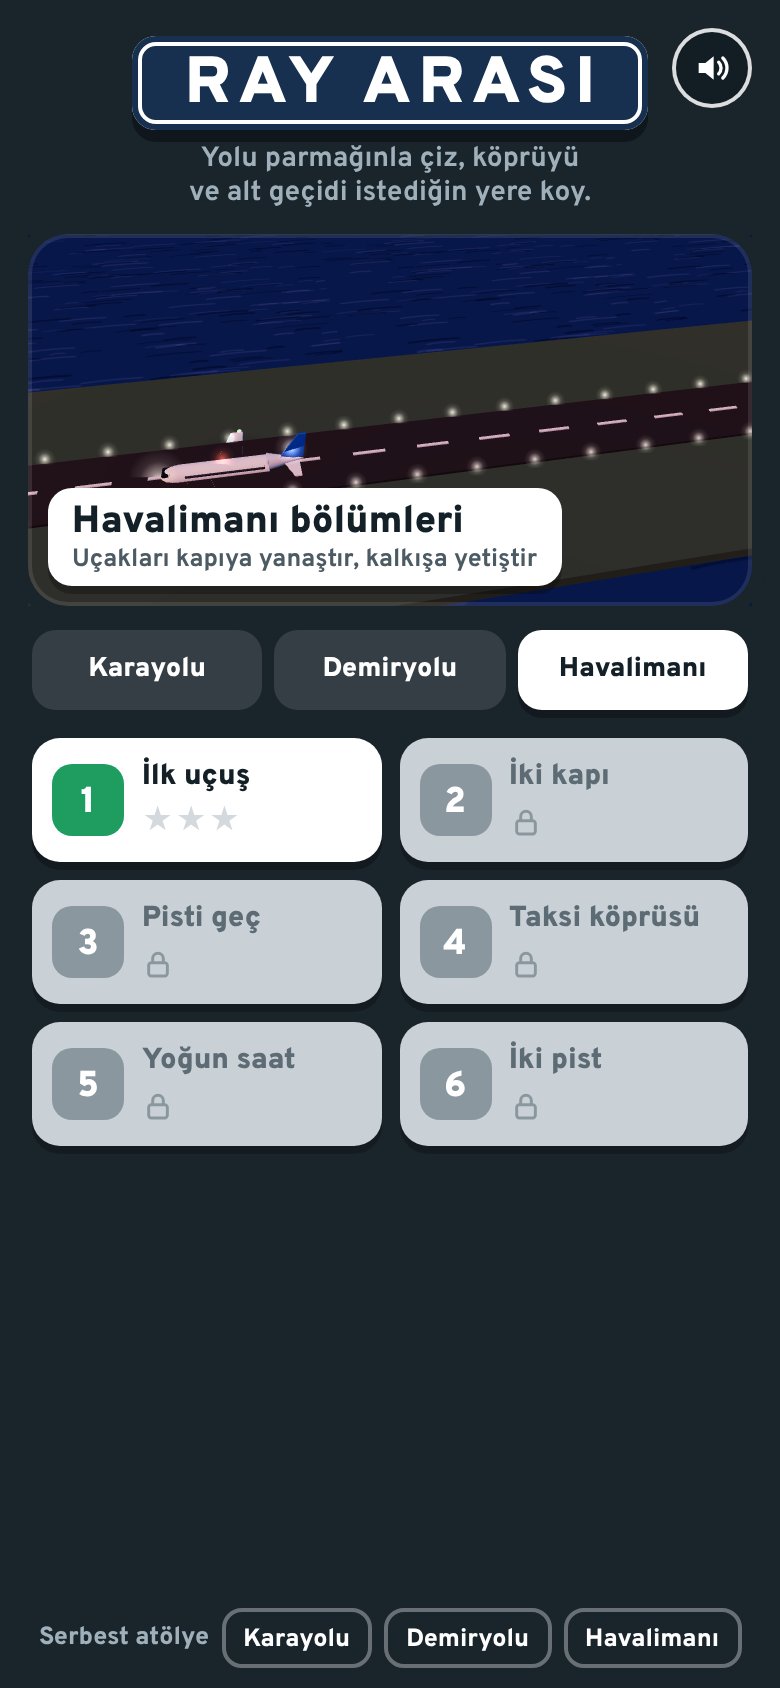 RAY ARASI
Yolu parmağınla çiz, köprüyü
ve alt geçidi istediğin yere koy.
Havalimanı bölümleri
Uçakları kapıya yanaştır, kalkışa yetiştir
Karayolu
Demiryolu
Havalimanı
1
İlk uçuş
2
İki kapı
3
Pisti geç
4
Taksi köprüsü
5
Yoğun saat
6
İki pist
Serbest atölye
Karayolu
Demiryolu
Havalimanı